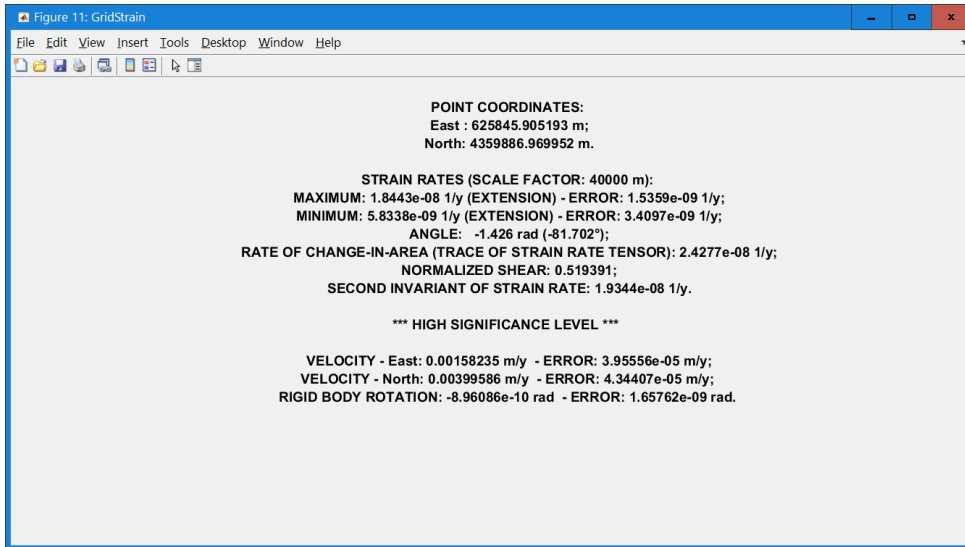 Figure 11: GridStrain
File Edit View Insert Tools Desktop Window Help
POINT COORDINATES:
East : 625845.905193 m;
North: 4359886.969952 m.
STRAIN RATES (SCALE FACTOR: 40000 m):
MAXIMUM: 1.8443e-08 1/y (EXTENSION) - ERROR: 1.5359e-09 1/y;
MINIMUM: 5.8338e-09 1/y (EXTENSION) - ERROR: 3.4097e-09 1/y;
ANGLE: -1.426 rad (-81.702°);
RATE OF CHANGE-IN-AREA (TRACE OF STRAIN RATE TENSOR): 2.4277e-08 1/y;
NORMALIZED SHEAR: 0.519391;
SECOND INVARIANT OF STRAIN RATE: 1.9344e-08 1/y.
*** HIGH SIGNIFICANCE LEVEL ***
VELOCITY - East: 0.00158235 m/y - ERROR: 3.95556e-05 m/y;
VELOCITY - North: 0.00399586 m/y - ERROR: 4.34407e-05 m/y;
RIGID BODY ROTATION: -8.96086e-10 rad - ERROR: 1.65762e-09 rad.